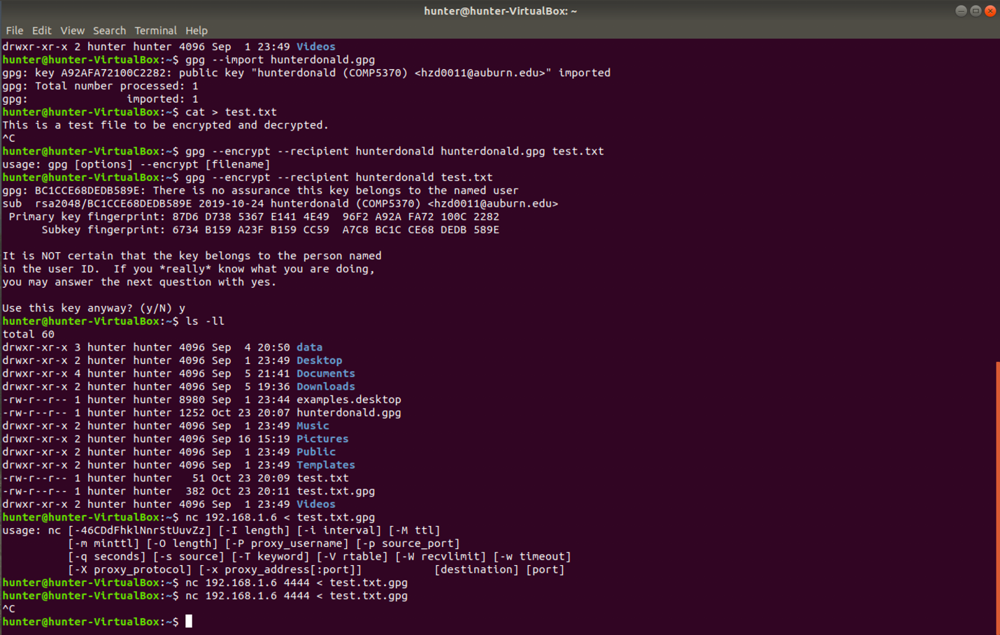 hunter@hunter-VirtualBox: ~
File Edit View Search Terminal Help
drwxr-xr-x 2 hunter hunter 4096 Sep  1 23:49 Videos
hunter@hunter-VirtualBox:~$ gpg --import hunterdonald.gpg
gpg: key A92AFA72100C2282: public key "hunterdonald (COMP5370) <hzd0011@auburn.edu>" imported
gpg: Total number processed: 1
gpg:               imported: 1
hunter@hunter-VirtualBox:~$ cat > test.txt
This is a test file to be encrypted and decrypted.
^C
hunter@hunter-VirtualBox:~$ gpg --encrypt --recipient hunterdonald hunterdonald.gpg test.txt
usage: gpg [options] --encrypt [filename]
hunter@hunter-VirtualBox:~$ gpg --encrypt --recipient hunterdonald test.txt
gpg: BC1CCE68DEDB589E: There is no assurance this key belongs to the named user
sub  rsa2048/BC1CCE68DEDB589E 2019-10-24 hunterdonald (COMP5370) <hzd0011@auburn.edu>
 Primary key fingerprint: 87D6 D738 5367 E141 4E49  96F2 A92A FA72 100C 2282
      Subkey fingerprint: 6734 B159 A23F B159 CC59  A7C8 BC1C CE68 DEDB 589E
It is NOT certain that the key belongs to the person named
in the user ID.  If you *really* know what you are doing,
you may answer the next question with yes.
Use this key anyway? (y/N) y
hunter@hunter-VirtualBox:~$ ls -ll
total 60
drwxr-xr-x 3 hunter hunter 4096 Sep  4 20:50 data
drwxr-xr-x 2 hunter hunter 4096 Sep  1 23:49 Desktop
drwxr-xr-x 4 hunter hunter 4096 Sep  5 21:41 Documents
drwxr-xr-x 2 hunter hunter 4096 Sep  5 19:36 Downloads
-rw-r--r-- 1 hunter hunter 8980 Sep  1 23:44 examples.desktop
-rw-r--r-- 1 hunter hunter 1252 Oct 23 20:07 hunterdonald.gpg
drwxr-xr-x 2 hunter hunter 4096 Sep  1 23:49 Music
drwxr-xr-x 2 hunter hunter 4096 Sep 16 15:19 Pictures
drwxr-xr-x 2 hunter hunter 4096 Sep  1 23:49 Public
drwxr-xr-x 2 hunter hunter 4096 Sep  1 23:49 Templates
-rw-r--r-- 1 hunter hunter   51 Oct 23 20:09 test.txt
-rw-r--r-- 1 hunter hunter  382 Oct 23 20:11 test.txt.gpg
drwxr-xr-x 2 hunter hunter 4096 Sep  1 23:49 Videos
hunter@hunter-VirtualBox:~$ nc 192.168.1.6 < test.txt.gpg
usage: nc [-46CDdFhklNnrStUuvZz] [-I length] [-i interval] [-M ttl]
          [-m minttl] [-O length] [-P proxy_username] [-p source_port]
          [-q seconds] [-s source] [-T keyword] [-V rtable] [-W recvlimit] [-w timeout]
          [-X proxy_protocol] [-x proxy_address[:port]]           [destination] [port]
hunter@hunter-VirtualBox:~$ nc 192.168.1.6 4444 < test.txt.gpg
hunter@hunter-VirtualBox:~$ nc 192.168.1.6 4444 < test.txt.gpg
^C
hunter@hunter-VirtualBox:~$